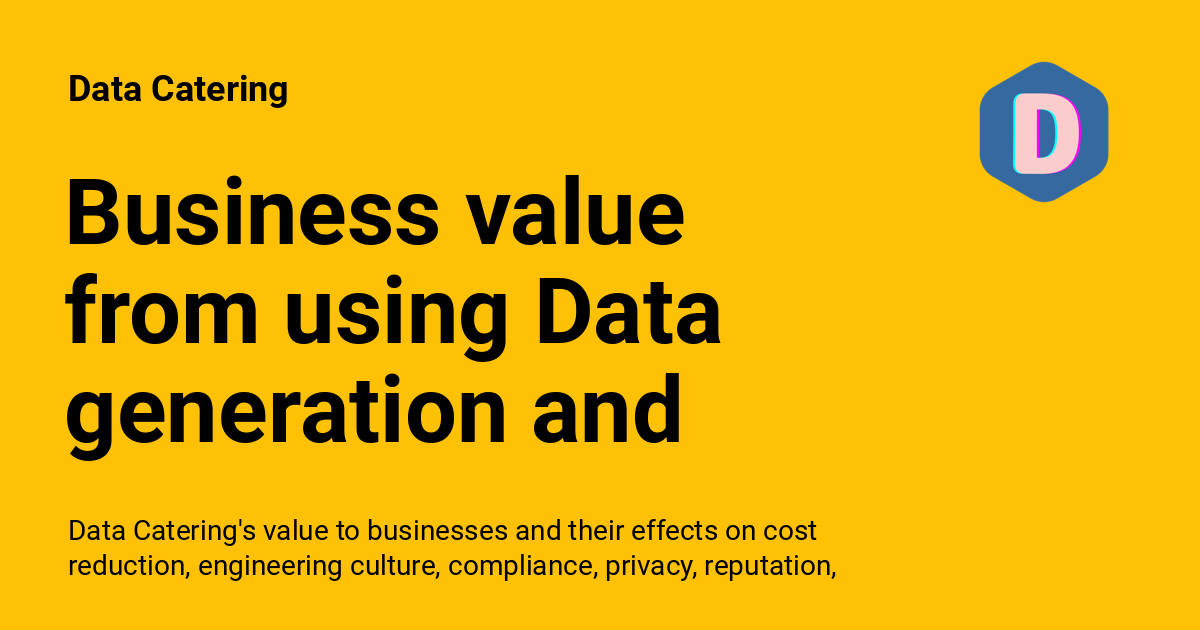 Data Catering
D
Business value
from using Data
generation and
Data Catering's value to businesses and their effects on cost
reduction, engineering culture, compliance, privacy, reputation,